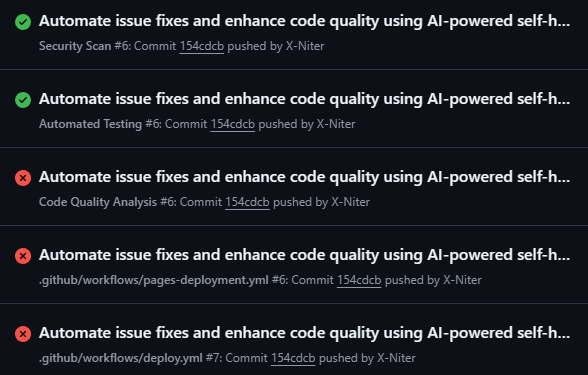 Automate issue fixes and enhance code quality using AI-powered self-h...
Security Scan #6: Commit 154cdcb pushed by X-Niter
Automate issue fixes and enhance code quality using AI-powered self-h...
Automated Testing #6: Commit 154cdcb pushed by X-Niter
Automate issue fixes and enhance code quality using AI-powered self-h...
Code Quality Analysis #6: Commit 154cdcb pushed by X-Niter
Automate issue fixes and enhance code quality using AI-powered self-h...
.github/workflows/pages-deployment.yml #6: Commit 154cdcb pushed by X-Niter
Automate issue fixes and enhance code quality using AI-powered self-h...
.github/workflows/deploy.yml #7: Commit 154cdcb pushed by X-Niter